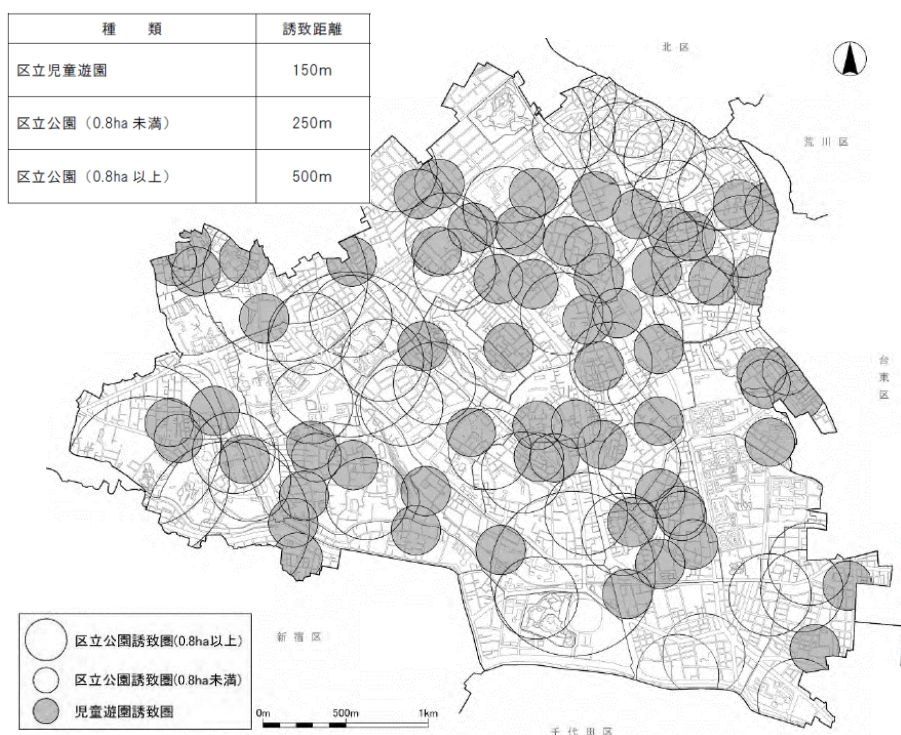 種　　類　誘致距離
区立児童遊園　150m
区立公園（0.8ha 未満）　250m
区立公園（0.8ha 以上）　500m
北 区
荒 川 区
台 東 区
新 宿 区
千 代 田 区
区立公園誘致圏(0.8ha以上)
区立公園誘致圏(0.8ha未満)
児童遊園誘致圏
0m　500m　1km